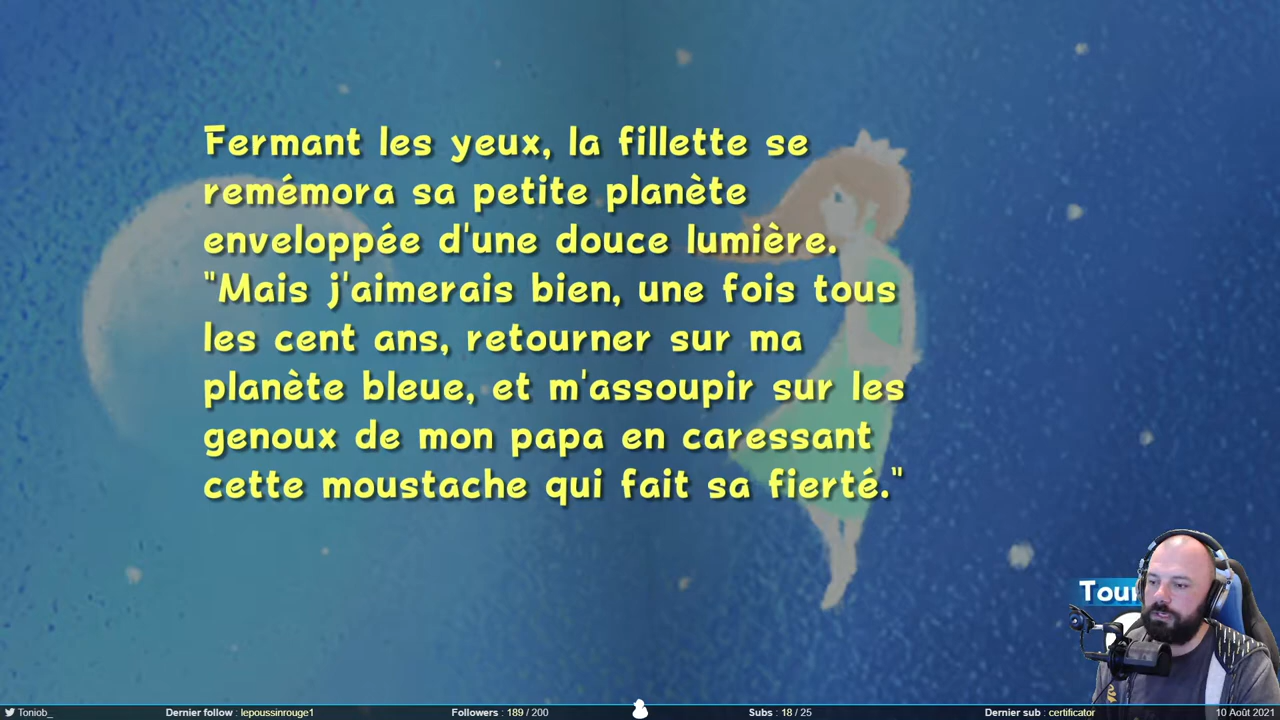 Fermant les yeux, la fillette se
remémora sa petite planète
enveloppée d'une douce lumière.
"Mais j'aimerais bien, une fois tous
les cent ans, retourner sur ma
planète bleue, et m'assoupir sur les
genoux de mon papa en caressant
cette moustache qui fait sa fierté."
Toniob_ Dernier follow : lepoussinrouge1 Followers : 189 / 200 Subs : 18 / 25 Dernier sub : certificator 10 Août 2021